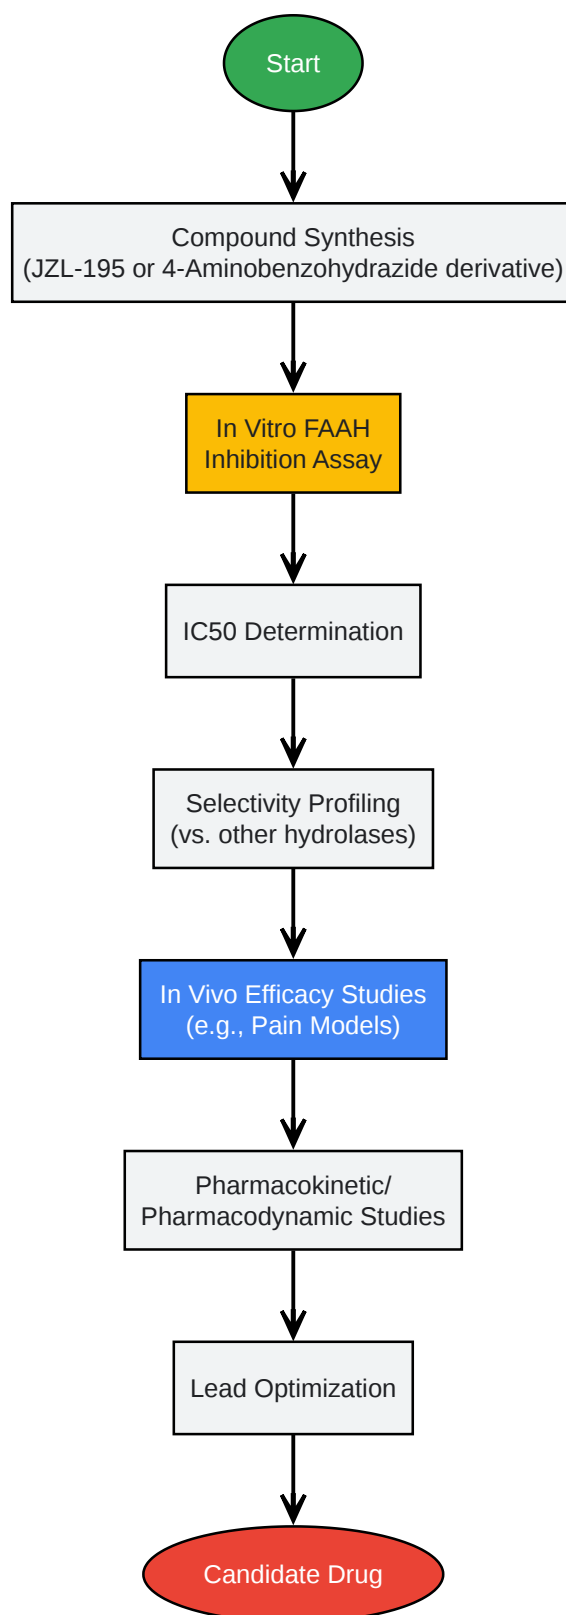 Start
Compound Synthesis
(JZL-195 or 4-Aminobenzohydrazide derivative)
In Vitro FAAH
Inhibition Assay
IC50 Determination
Selectivity Profiling
(vs. other hydrolases)
In Vivo Efficacy Studies
(e.g., Pain Models)
Pharmacokinetic/
Pharmacodynamic Studies
Lead Optimization
Candidate Drug